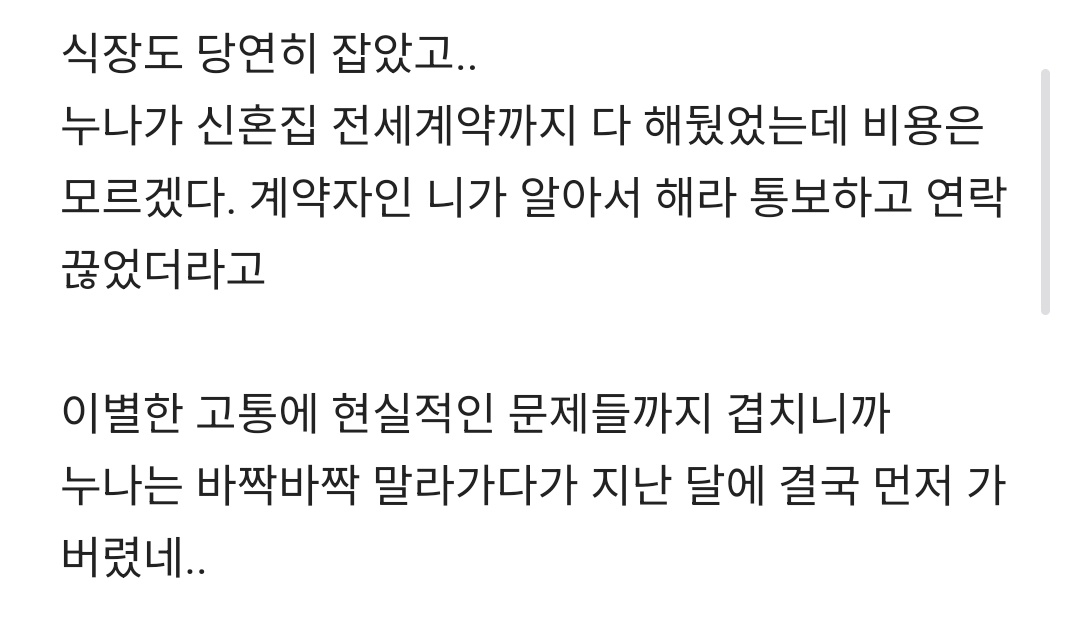 식장도 당연히 잡았고..
누나가 신혼집 전세계약까지 다 해뒀었는데 비용은
모르겠다. 계약자인 니가 알아서 해라 통보하고 연락
끊었더라고
이별한 고통에 현실적인 문제들까지 겹치니까
누나는 바짝바짝 말라가다가 지난 달에 결국 먼저 가
버렸네..